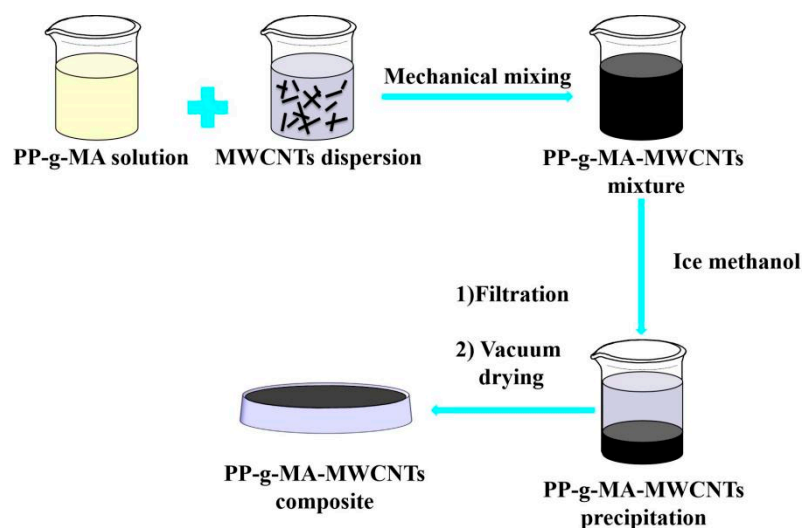 PP-g-MA solution
MWCNTs dispersion
Mechanical mixing
PP-g-MA-MWCNTs
mixture
Ice methanol
1)Filtration
2) Vacuum
drying
PP-g-MA-MWCNTs
composite
PP-g-MA-MWCNTs
precipitation